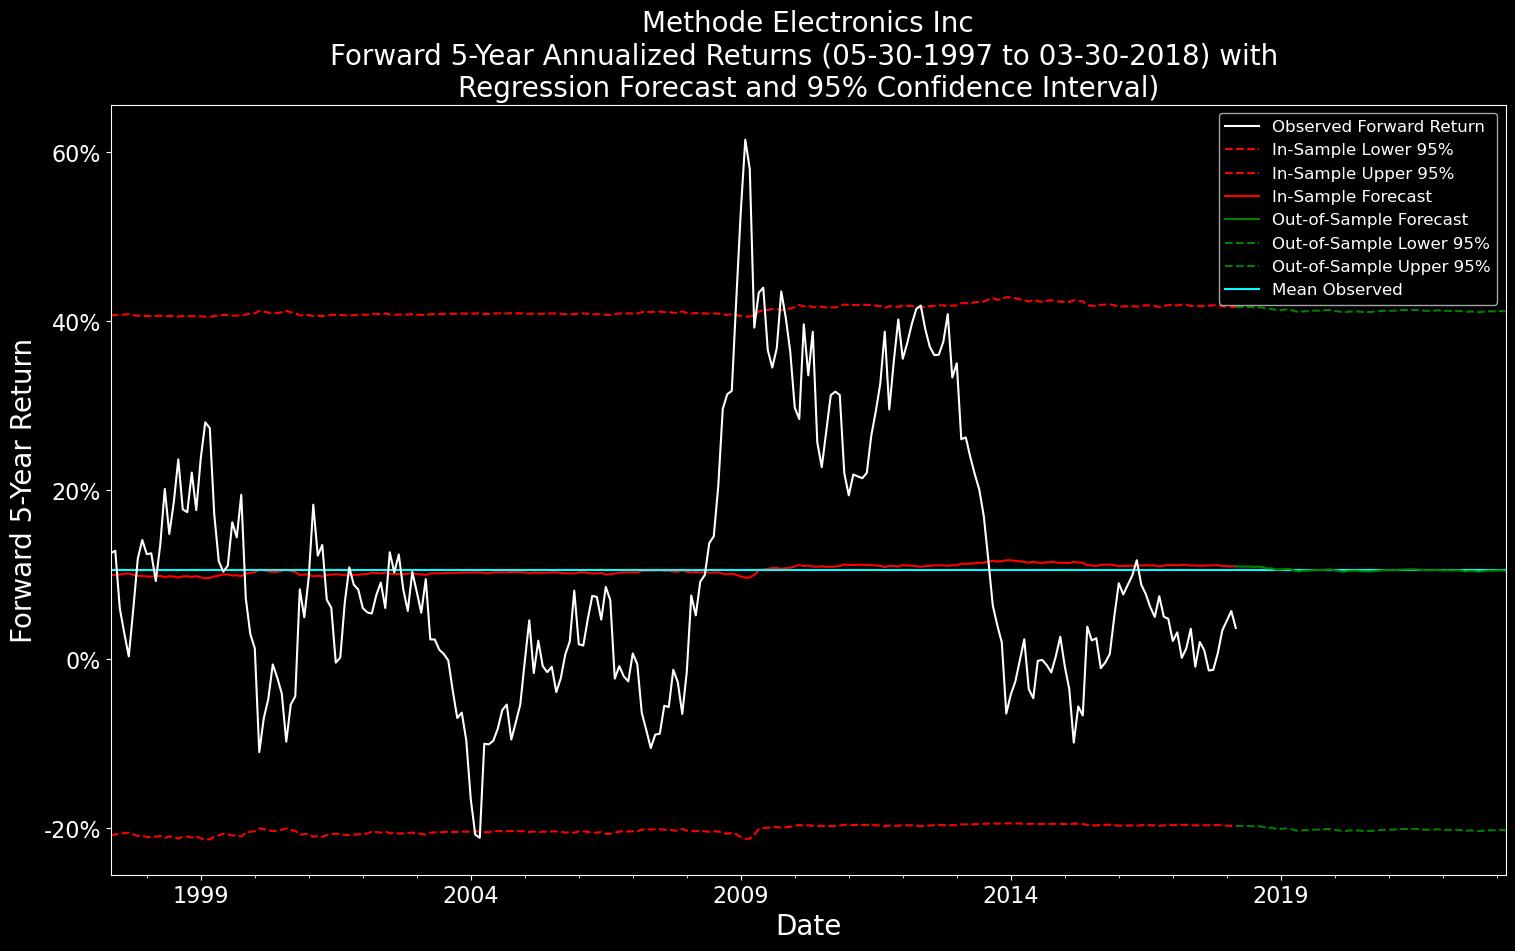 Methode Electronics Inc
Forward 5-Year Annualized Returns (05-30-1997 to 03-30-2018) with
Regression Forecast and 95% Confidence Interval)
Observed Forward Return
In-Sample Lower 95%
In-Sample Upper 95%
In-Sample Forecast
Out-of-Sample Forecast
Out-of-Sample Lower 95%
Out-of-Sample Upper 95%
Mean Observed
Forward 5-Year Return
60%
40%
20%
0%
-20%
1999
2004
2009
2014
2019
Date